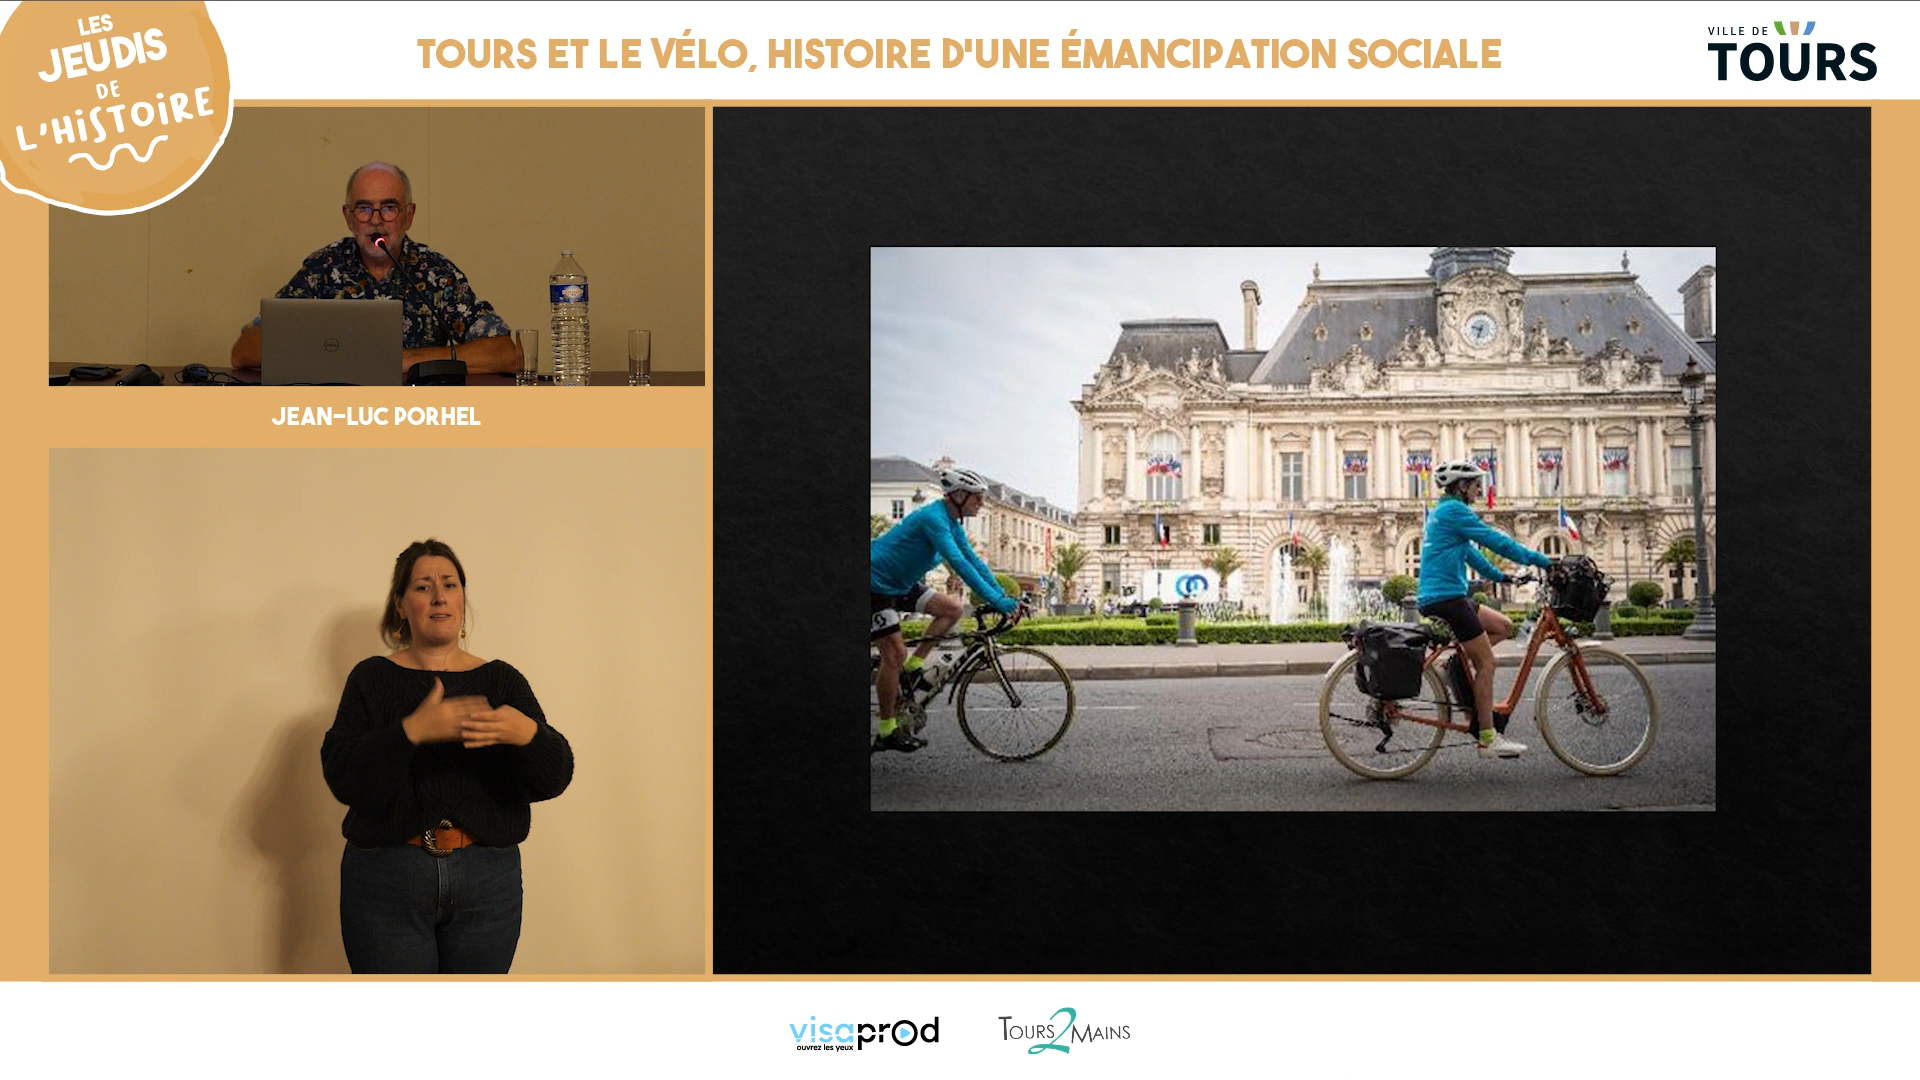 LES
JEUDIS
DE
L'HiSTOiRE
TOURS ET LE VÉLO, HISTOIRE D'UNE ÉMANCIPATION SOCIALE
VILLE DE
TOURS
DELL
JEAN-LUC PORHEL
visaprod
ouvrez les yeux
TOURS 2 MAINS